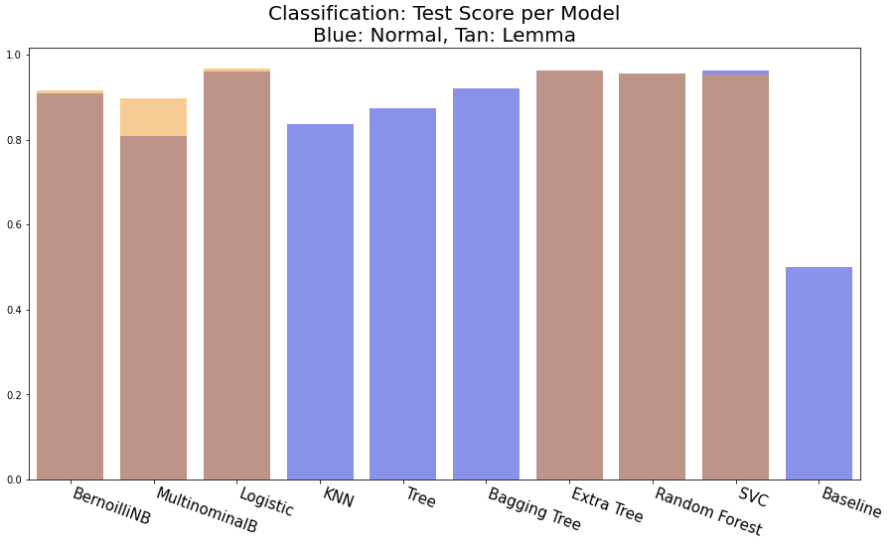 Classification: Test Score per Model
Blue: Normal, Tan: Lemma
1.0
0.8
0.6
0.4
0.2
0.0
BernoilliNB
MultinominalB
Logistic
KNN
Tree
Bagging Tree
Extra Tree
Random Forest
SVC
Baseline